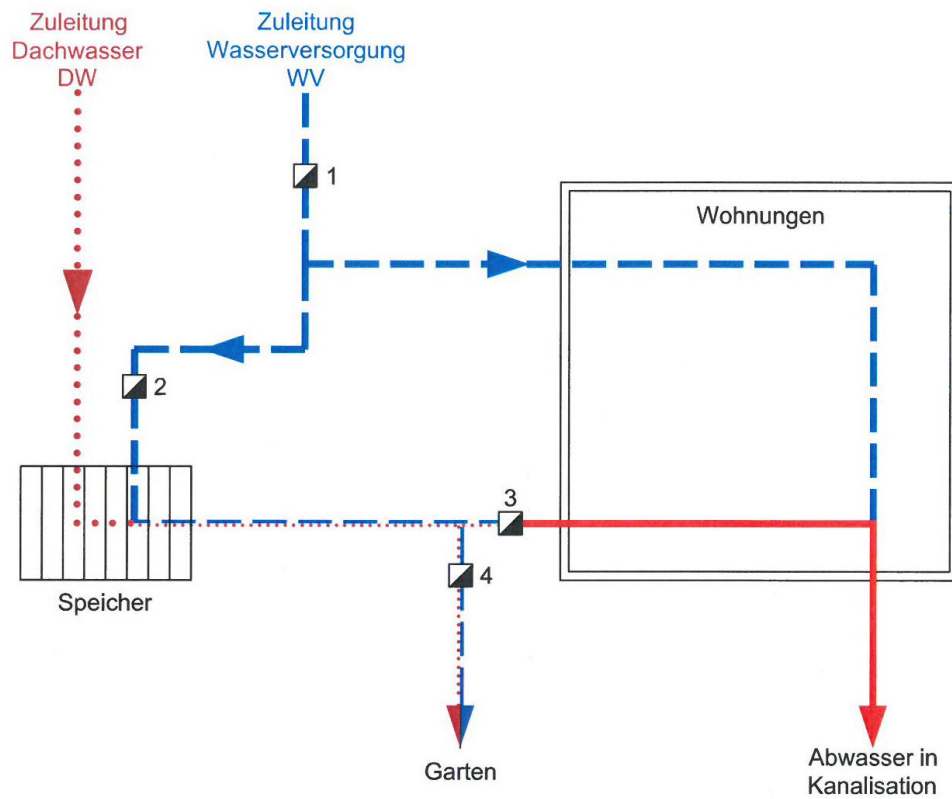 Zuleitung
Dachwasser
DW
Zuleitung
Wasserversorgung
WV
1
Wohnungen
2
3
4
Speicher
Garten
Abwasser in
Kanalisation